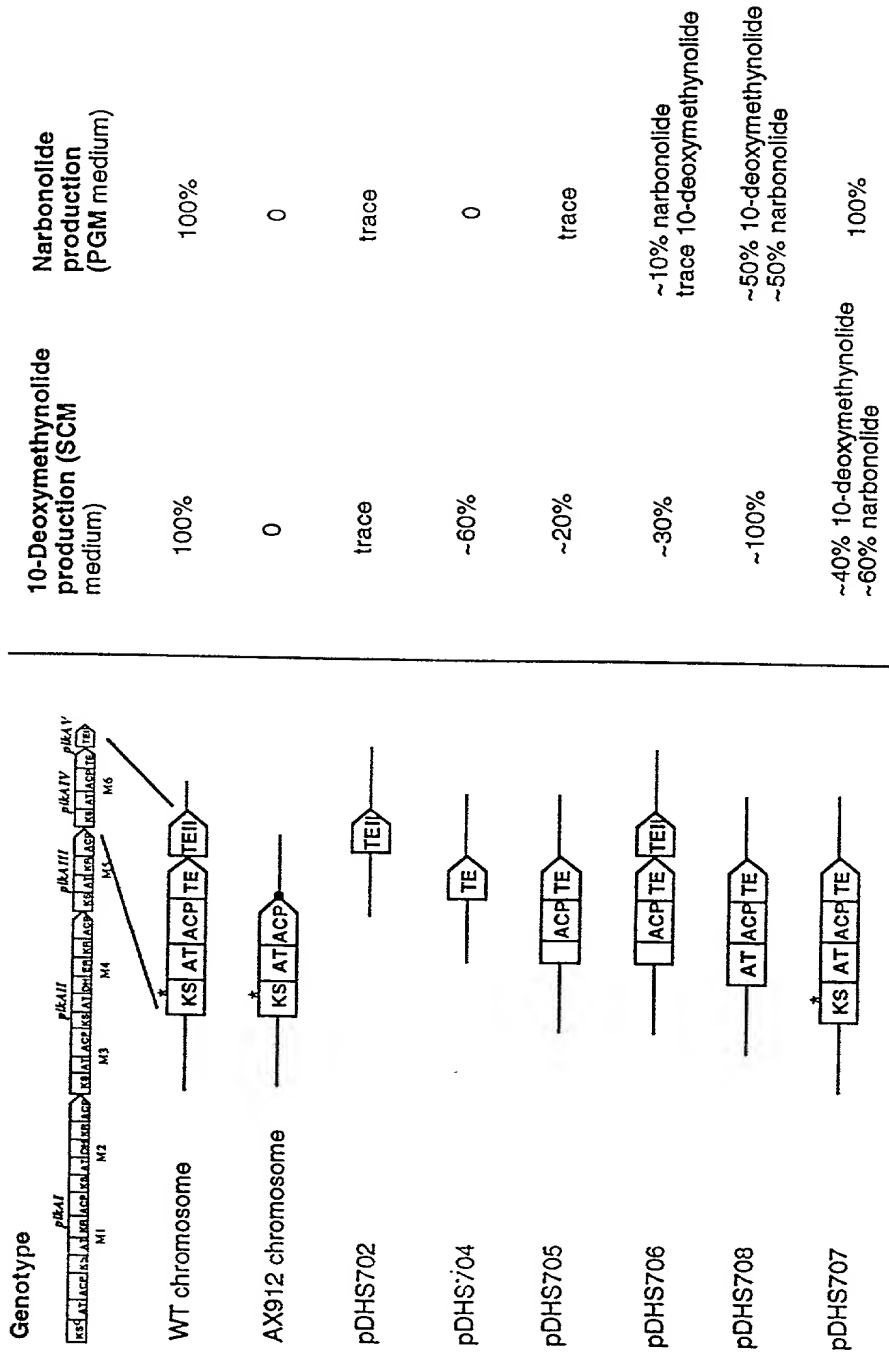 Genotype
10-Deoxymethynolide production (SCM medium)
Narbonolide production (PGM medium)
pikAI pikAII pikAIII pikAIV pikAV
KS AT ACP KS AT KR ACP KS AT DH KR ACP KS AT ACP KS AT DH ER KR ACP KS AT KR ACP KS AT ACP TE TEII
M1 M2 M3 M4 M5 M6
WT chromosome
*
KS AT ACP TE TEII
100%
100%
AX912 chromosome
*
KS AT ACP
0
0
pDHS702
TEII
trace
trace
pDHS704
TE
~60%
0
pDHS705
ACP TE
~20%
trace
pDHS706
ACP TE TEII
~30%
~10% narbonolide
trace 10-deoxymethynolide
pDHS708
AT ACP TE
~100%
~50% 10-deoxymethynolide
~50% narbonolide
pDHS707
*
KS AT ACP TE
~40% 10-deoxymethynolide
~60% narbonolide
100%